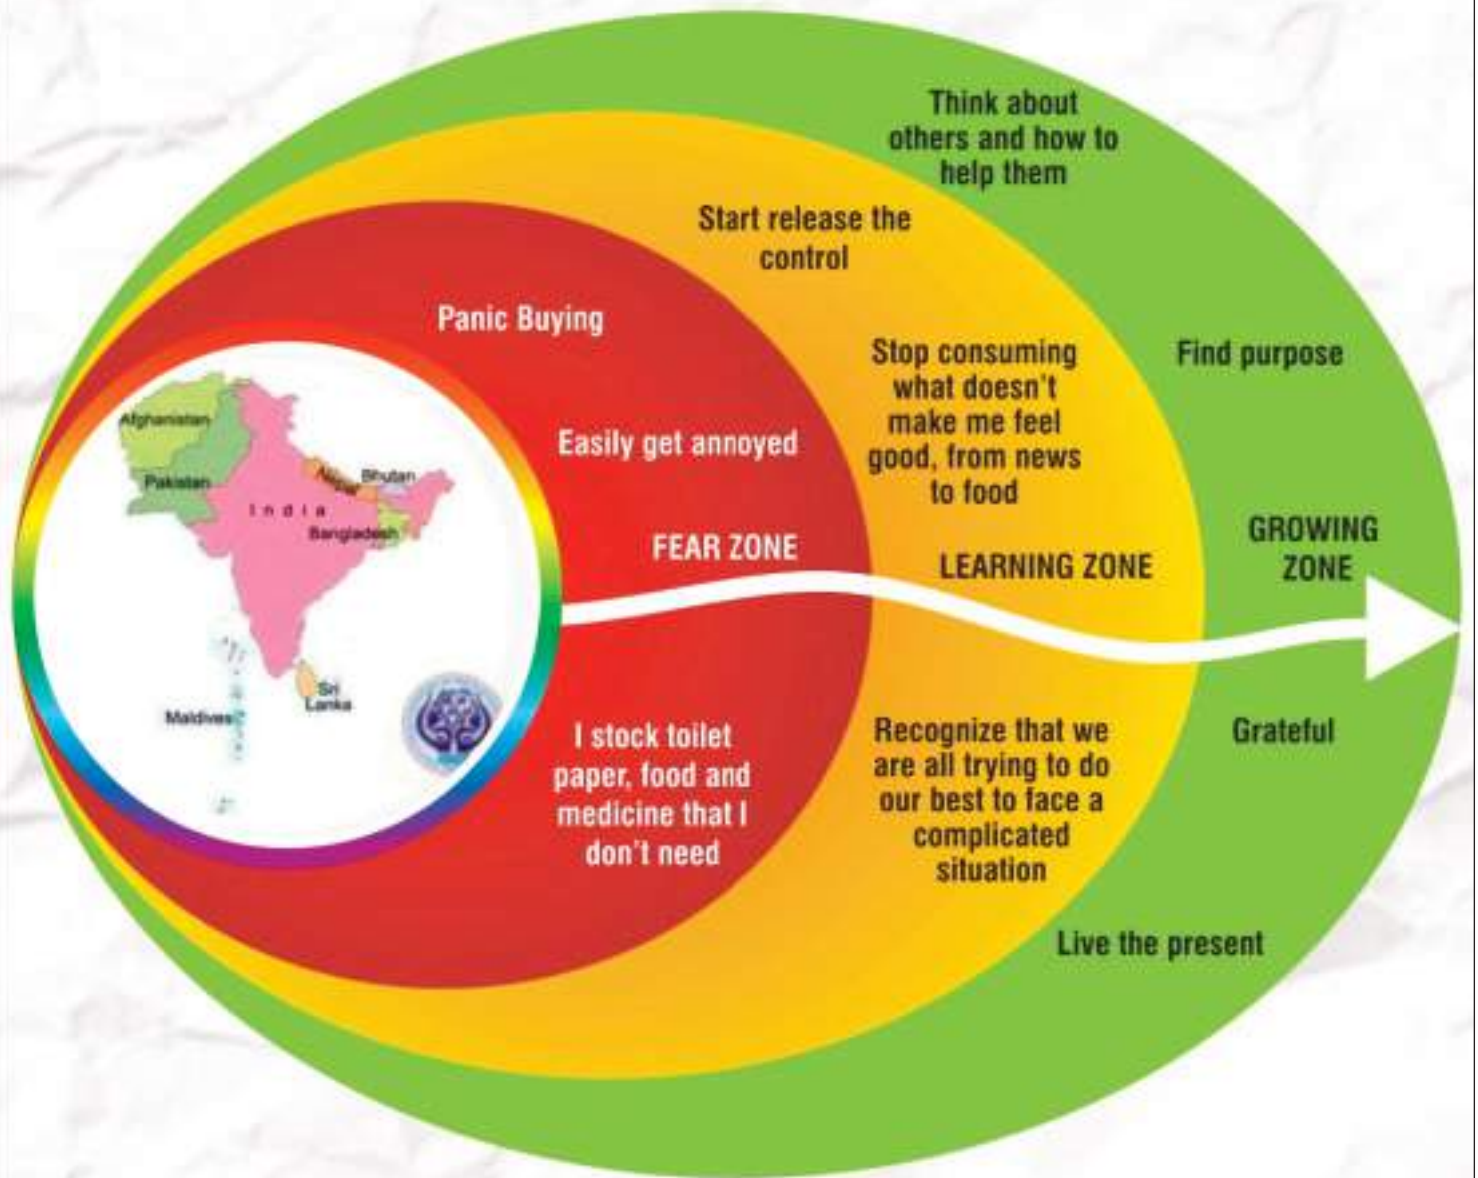 Think about
others and how to
help them
Start release the
control
Panic Buying
Stop consuming
what doesn't
make me feel
good, from news
to food
Find purpose
Easily get annoyed
FEAR ZONE
LEARNING ZONE
GROWING
ZONE
Afghanistan
Pakistan
Nepal
Bhutan
India
Bangladesh
Sri
Lanka
Maldives
I stock toilet
paper, food and
medicine that I
don't need
Recognize that we
are all trying to do
our best to face a
complicated
situation
Grateful
Live the present